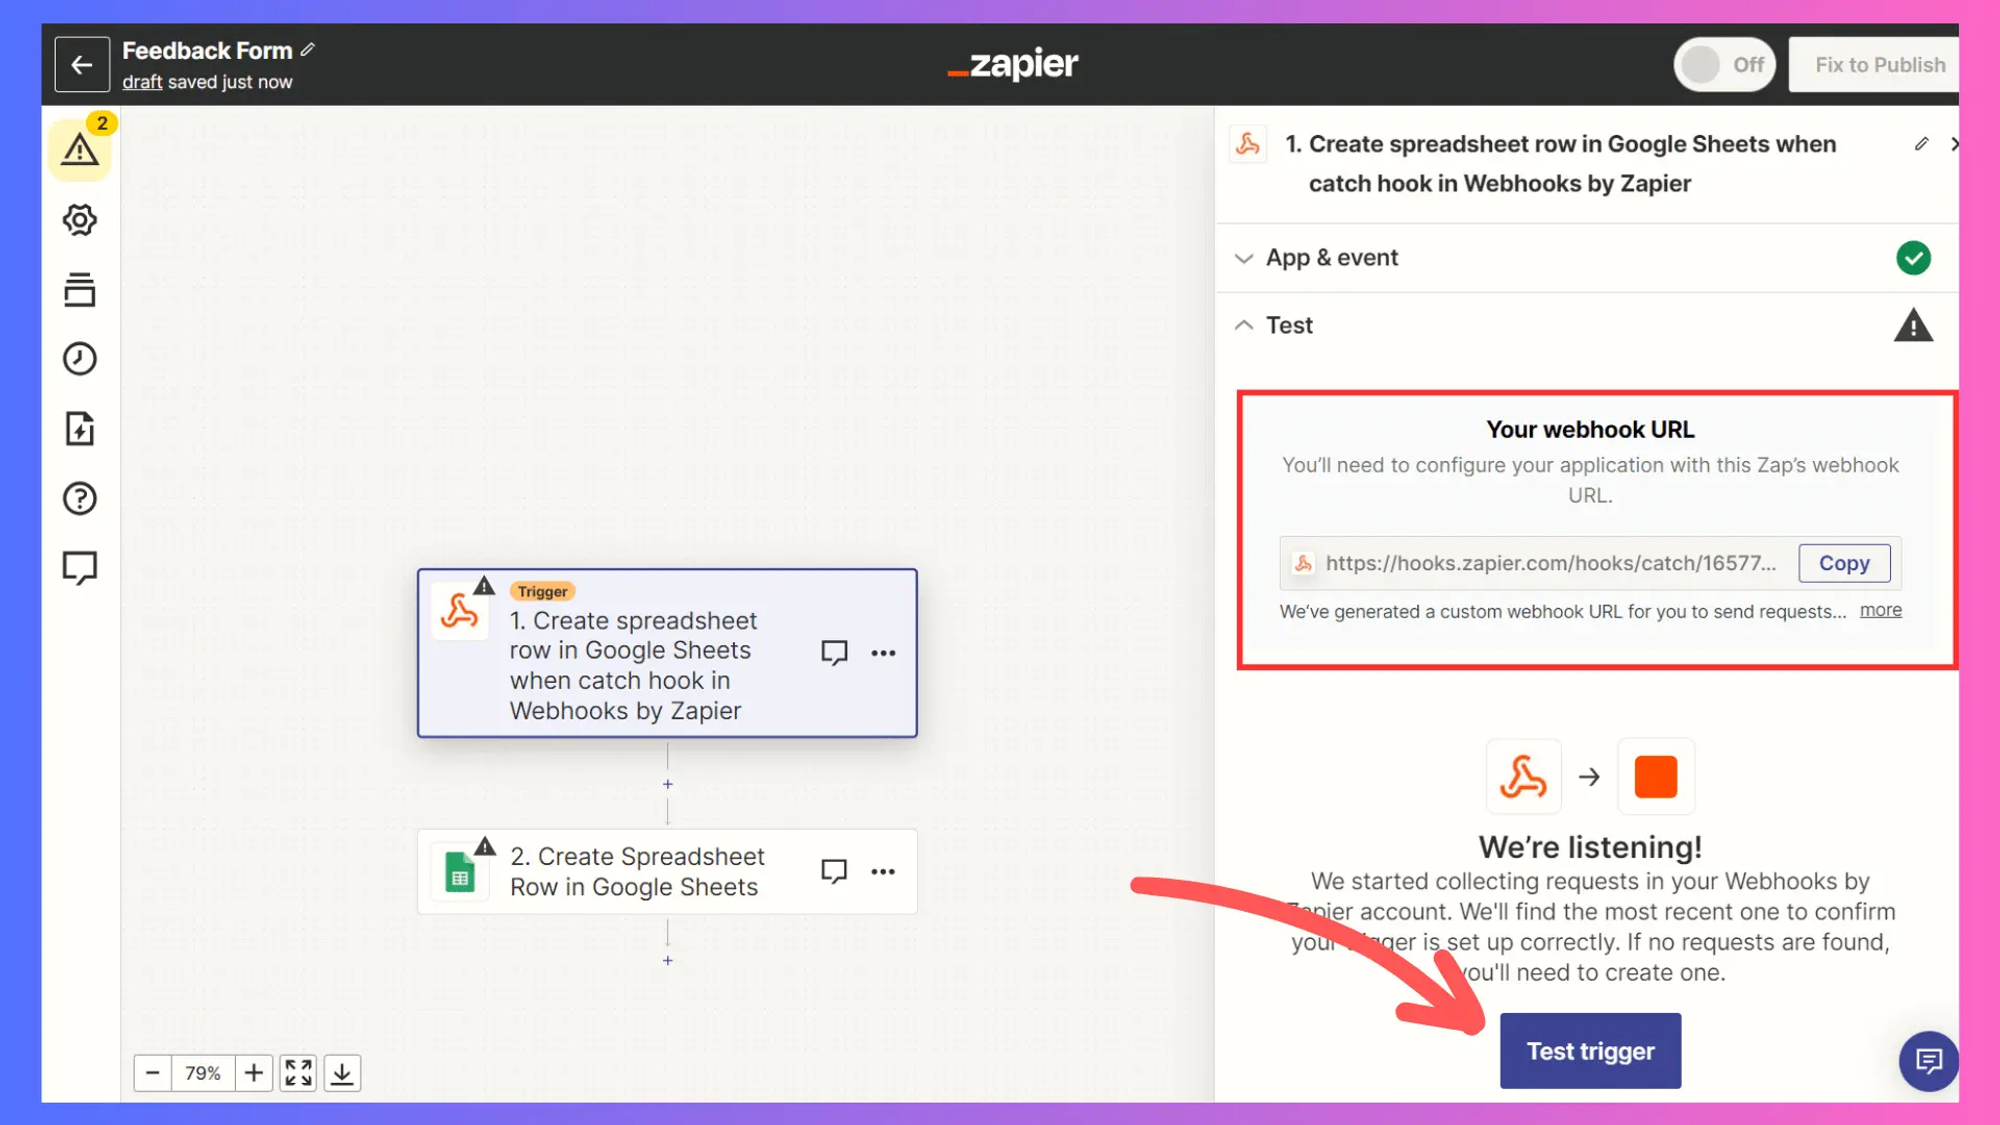 Feedback Form
draft saved just now
zapier
Off
Fix to Publish
2
1. Create spreadsheet row in Google Sheets when
catch hook in Webhooks by Zapier
App & event
Test
Your webhook URL
You'll need to configure your application with this Zap's webhook
URL.
https://hooks.zapier.com/hooks/catch/16577...
Copy
We've generated a custom webhook URL for you to send requests... more
Trigger
1. Create spreadsheet
row in Google Sheets
when catch hook in
Webhooks by Zapier
2. Create Spreadsheet
Row in Google Sheets
We're listening!
We started collecting requests in your Webhooks by
Zapier account. We'll find the most recent one to confirm
your trigger is set up correctly. If no requests are found,
you'll need to create one.
Test trigger
79%